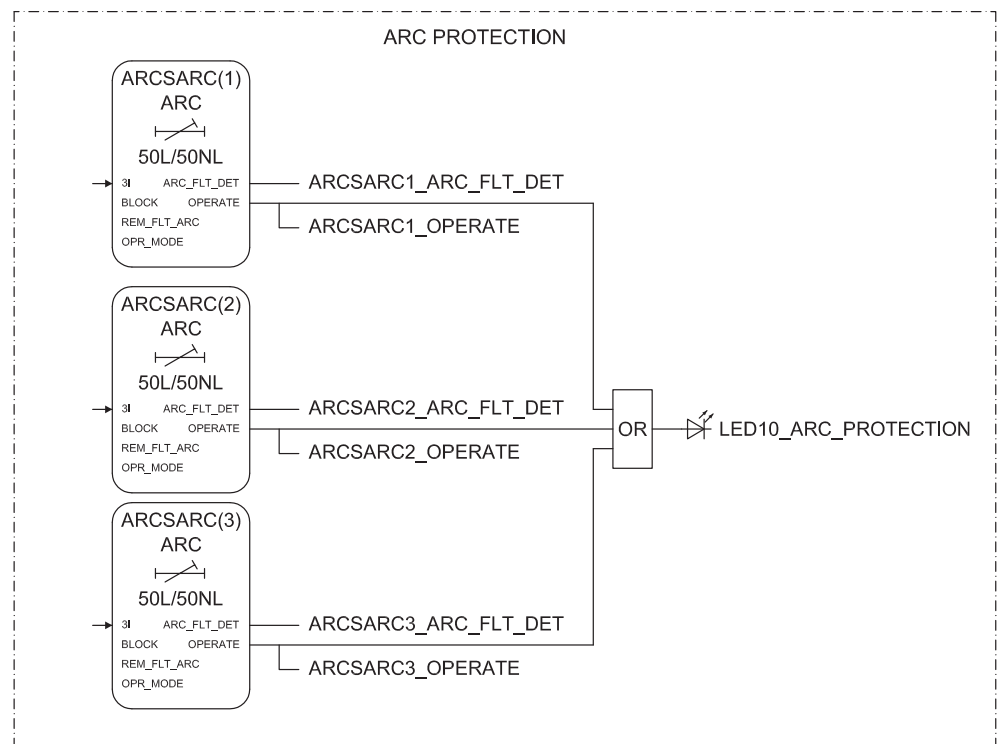 ARC PROTECTION
ARCSARC(1)
ARC
50L/50NL
3I ARC_FLT_DET
BLOCK OPERATE
REM_FLT_ARC
OPR_MODE
ARCSARC1_ARC_FLT_DET
ARCSARC1_OPERATE
ARCSARC(2)
ARC
50L/50NL
3I ARC_FLT_DET
BLOCK OPERATE
REM_FLT_ARC
OPR_MODE
ARCSARC2_ARC_FLT_DET
ARCSARC2_OPERATE
OR
LED10_ARC_PROTECTION
ARCSARC(3)
ARC
50L/50NL
3I ARC_FLT_DET
BLOCK OPERATE
REM_FLT_ARC
OPR_MODE
ARCSARC3_ARC_FLT_DET
ARCSARC3_OPERATE